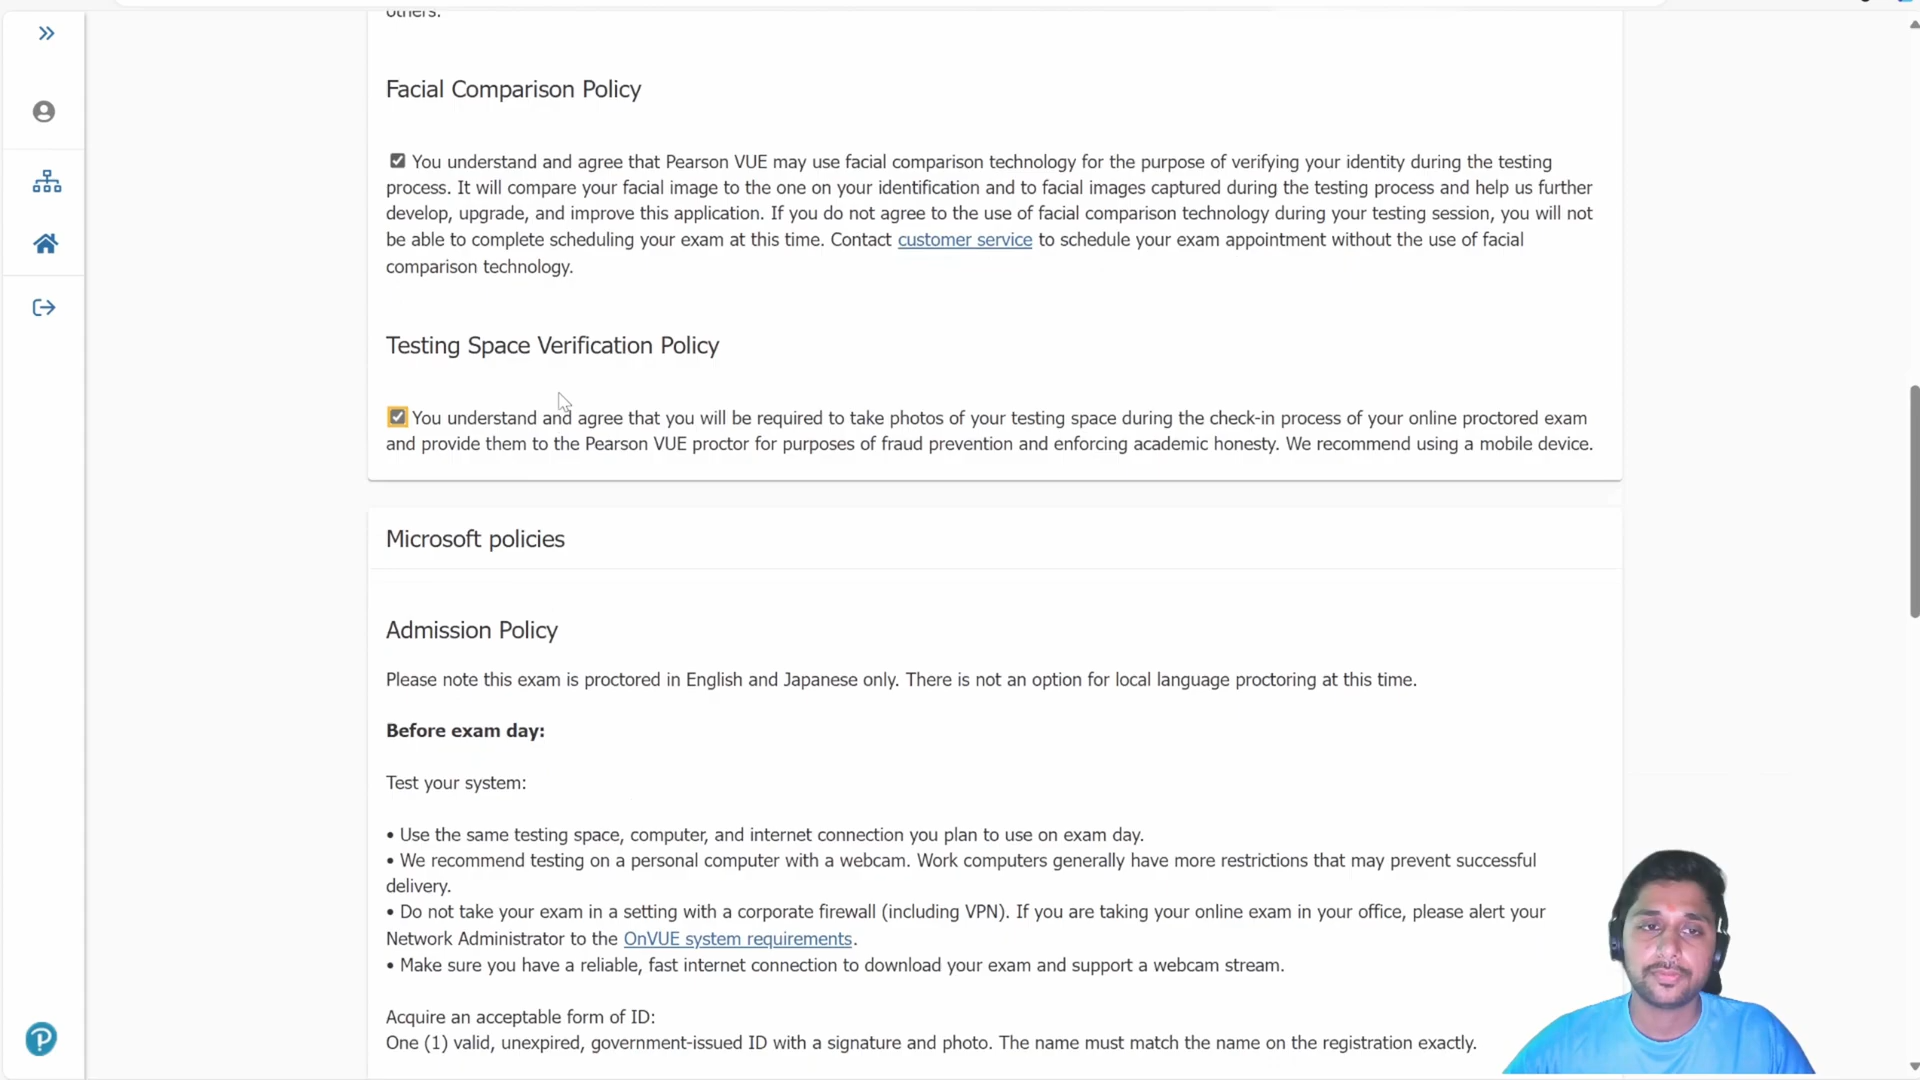 others.
Facial Comparison Policy
You understand and agree that Pearson VUE may use facial comparison technology for the purpose of verifying your identity during the testing
process. It will compare your facial image to the one on your identification and to facial images captured during the testing process and help us further
develop, upgrade, and improve this application. If you do not agree to the use of facial comparison technology during your testing session, you will not
be able to complete scheduling your exam at this time. Contact customer service to schedule your exam appointment without the use of facial
comparison technology.
Testing Space Verification Policy
You understand and agree that you will be required to take photos of your testing space during the check-in process of your online proctored exam
and provide them to the Pearson VUE proctor for purposes of fraud prevention and enforcing academic honesty. We recommend using a mobile device.
Microsoft policies
Admission Policy
Please note this exam is proctored in English and Japanese only. There is not an option for local language proctoring at this time.
Before exam day:
Test your system:
• Use the same testing space, computer, and internet connection you plan to use on exam day.
• We recommend testing on a personal computer with a webcam. Work computers generally have more restrictions that may prevent successful
delivery.
• Do not take your exam in a setting with a corporate firewall (including VPN). If you are taking your online exam in your office, please alert your
Network Administrator to the OnVUE system requirements.
• Make sure you have a reliable, fast internet connection to download your exam and support a webcam stream.
Acquire an acceptable form of ID:
One (1) valid, unexpired, government-issued ID with a signature and photo. The name must match the name on the registration exactly.